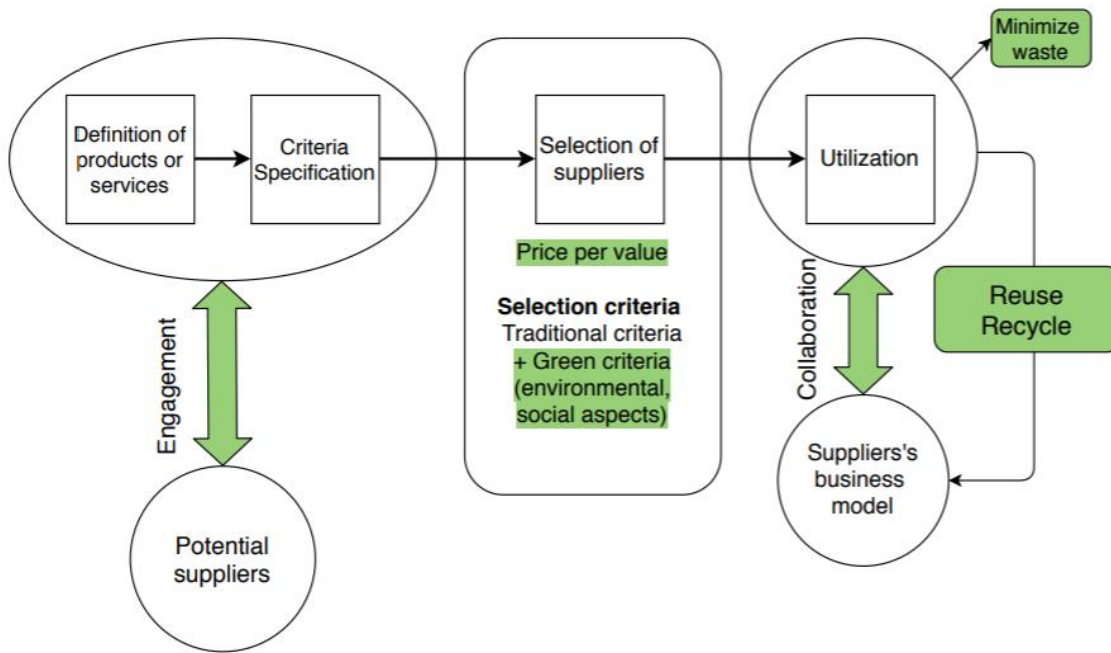 Minimize
waste
Definition of
products or
services
Criteria
Specification
Selection of
suppliers
Utilization
Price per value
Selection criteria
Traditional criteria
+ Green criteria
(environmental,
social aspects)
Engagement
Collaboration
Reuse
Recycle
Potential
suppliers
Suppliers's
business
model